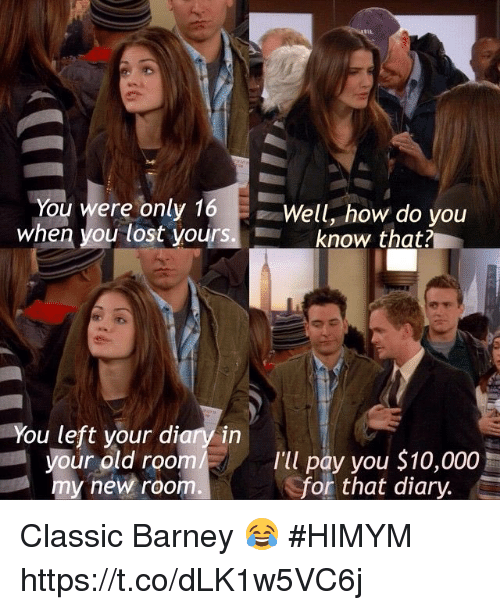 You were only 16
when you lost yours.
Well, how do you
know that?
You left your diary in
your old room/
my new room.
I'll pay you $10,000
for that diary.
Classic Barney 😂 #HIMYM
https://t.co/dLK1w5VC6j